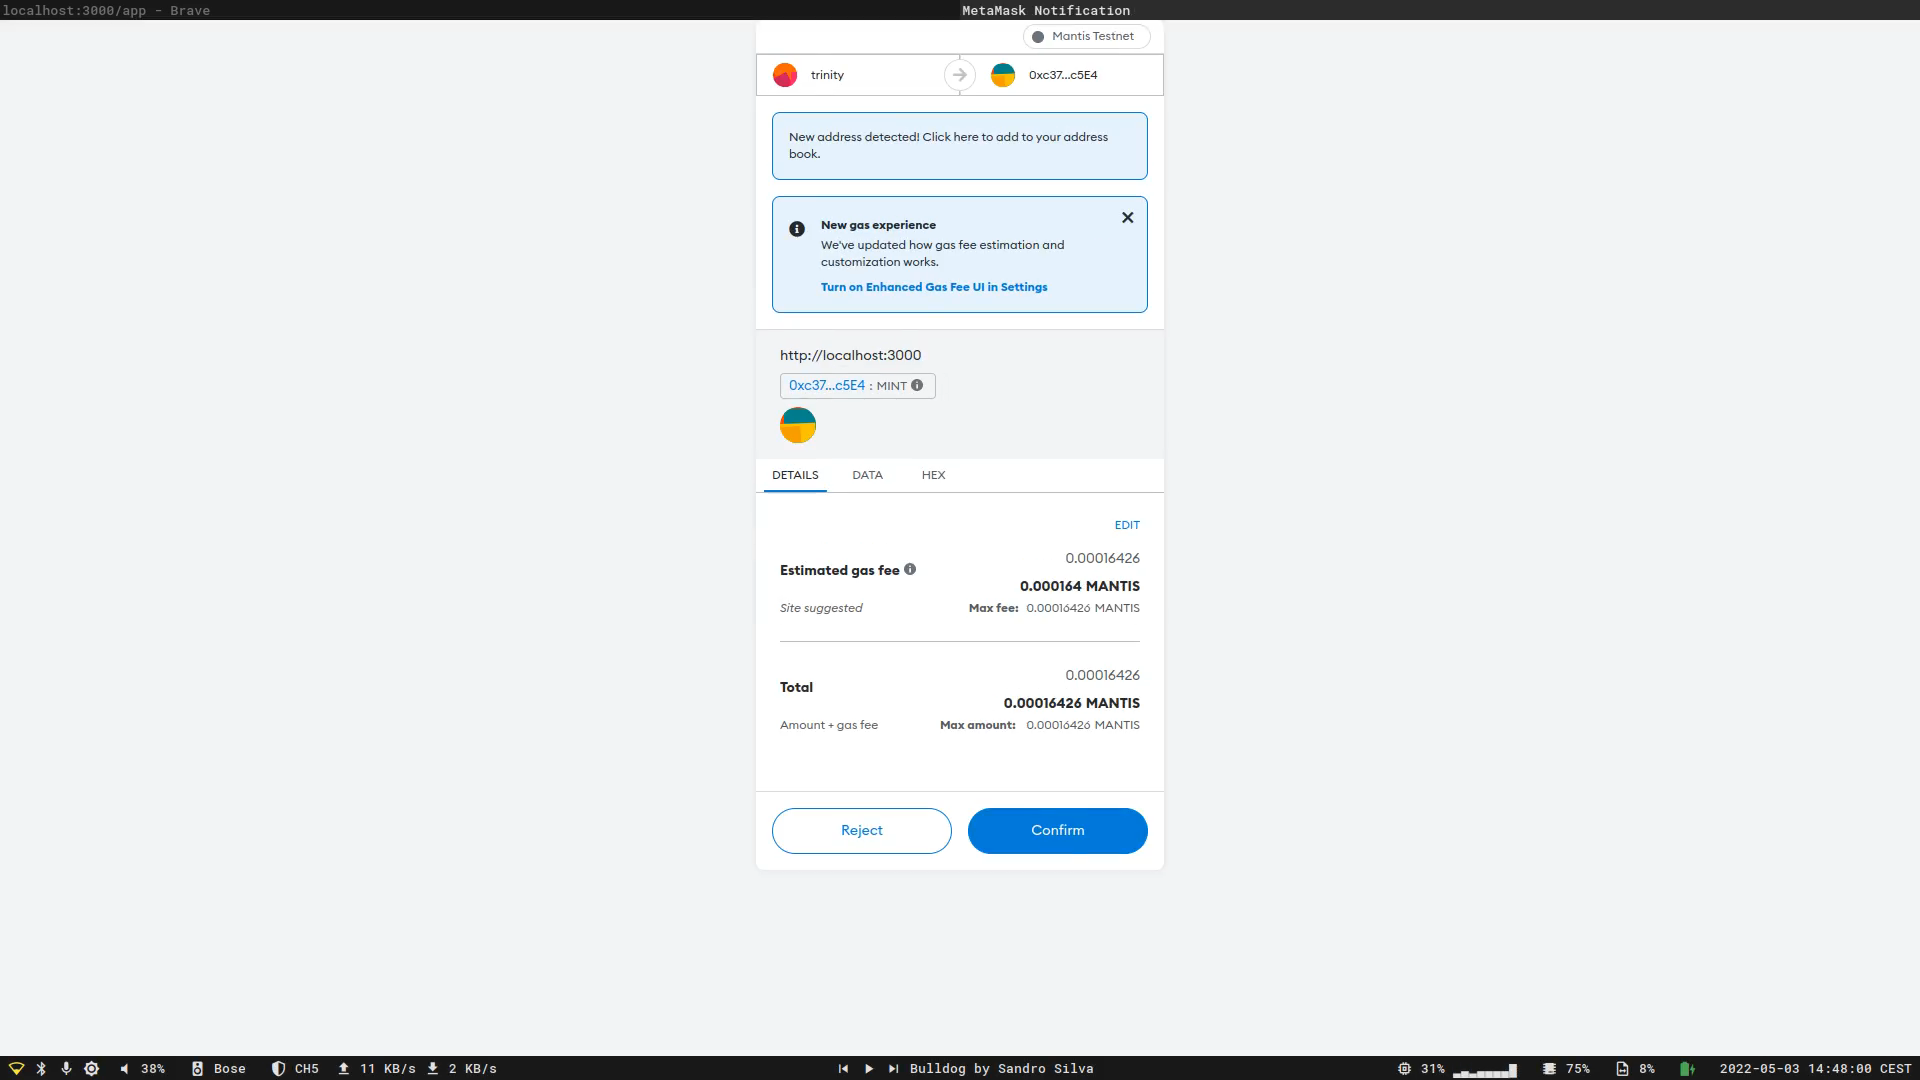 localhost:3000/app - Brave
MetaMask Notification
Mantis Testnet
trinity
0xc37...c5E4
New address detected! Click here to add to your address
book.
New gas experience
We've updated how gas fee estimation and
customization works.
Turn on Enhanced Gas Fee UI in Settings
http://localhost:3000
0xc37...c5E4 : MINT
DETAILS
DATA
HEX
EDIT
Estimated gas fee
0.00016426
0.000164 MANTIS
Site suggested
Max fee: 0.00016426 MANTIS
Total
0.00016426
0.00016426 MANTIS
Amount + gas fee
Max amount: 0.00016426 MANTIS
Reject
Confirm
38%
Bose
CH5
11 KB/s
2 KB/s
Bulldog by Sandro Silva
31%
75%
8%
2022-05-03 14:48:00 CEST